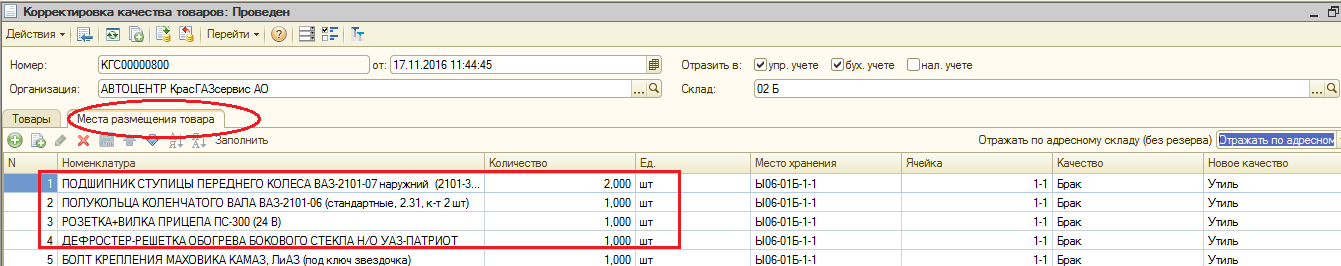 Корректировка качества товаров: Проведен
Действия Перейти
Номер: КГС00000800 от: 17.11.2016 11:44:45 Отразить в: упр. учете бух. учете нал. учете
Организация: АВТОЦЕНТР КрасГАЗсервис АО Склад: 02 Б
Товары Места размещения товара
Заполнить Отражать по адресному складу (без резерва) Отражать по адресном
N Номенклатура Количество Ед. Место хранения Ячейка Качество Новое качество
1 ПОДШИПНИК СТУПИЦЫ ПЕРЕДНЕГО КОЛЕСА ВАЗ-2101-07 наружний (2101-3... 2,000 шт Ы06-01Б-1-1 1-1 Брак Утиль
2 ПОЛУКОЛЬЦА КОЛЕНЧАТОГО ВАЛА ВАЗ-2101-06 (стандартные, 2.31, к-т 2 шт) 1,000 шт Ы06-01Б-1-1 1-1 Брак Утиль
3 РОЗЕТКА+ВИЛКА ПРИЦЕПА ПС-300 (24 В) 1,000 шт Ы06-01Б-1-1 1-1 Брак Утиль
4 ДЕФРОСТЕР-РЕШЕТКА ОБОГРЕВА БОКОВОГО СТЕКЛА Н/О УАЗ-ПАТРИОТ 1,000 шт Ы06-01Б-1-1 1-1 Брак Утиль
5 БОЛТ КРЕПЛЕНИЯ МАХОВИКА КАМАЗ, ЛиАЗ (под ключ звездочка) 1,000 шт Ы06-01Б-1-1 1-1 Брак Утиль